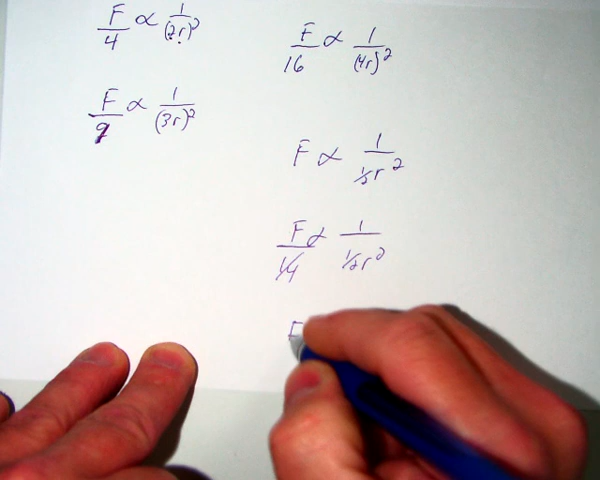 F/4 ∝ 1/(2r)²
F/9 ∝ 1/(3r)²
F/16 ∝ 1/(4r)²
F ∝ 1/½r²
F/¼ ∝ 1/½r²
F